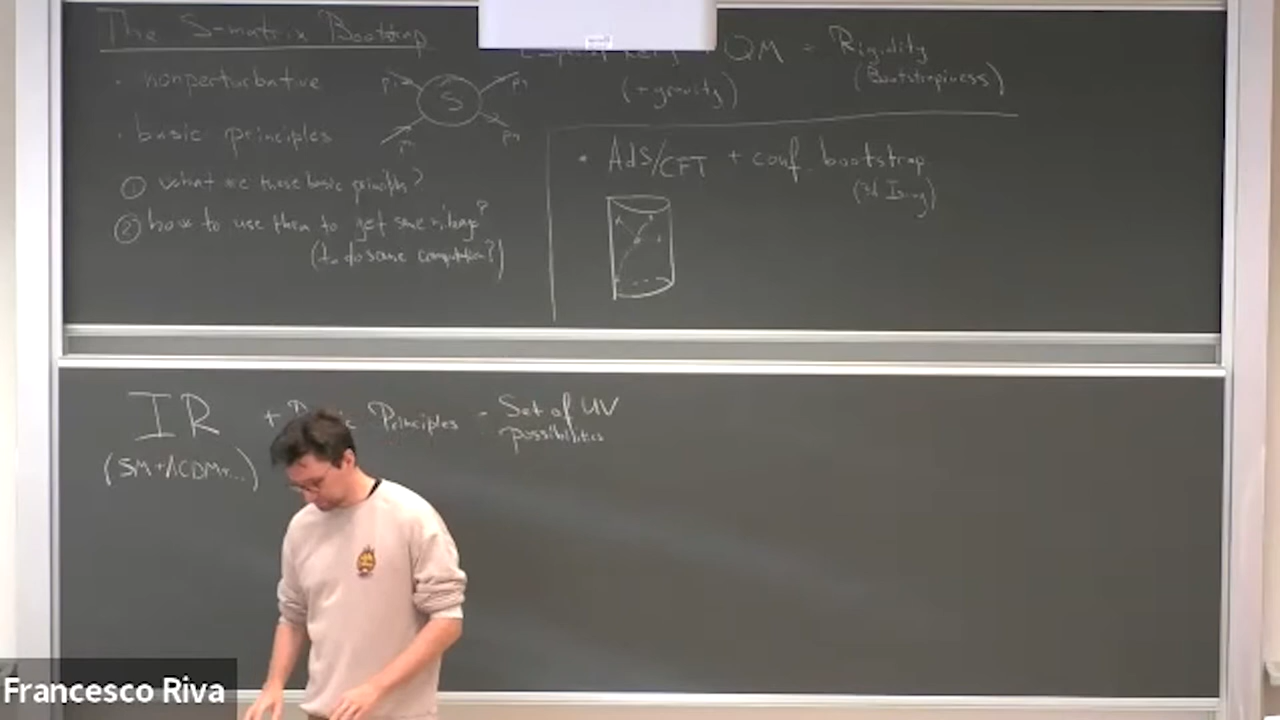 The S-matrix Bootstrap
• nonperturbative
• basic principles
① what are these basic principles?
② how to use them to get some mileage?
(to do some computation?)
S
+ QM = Rigidity
(+ gravity)
(Bootstrapiness)
• AdS/CFT + conf. bootstrap
(3d Ising)
IR + Principles - Set of UV
possibilities
(SM+ΛCDM+...)
Francesco Riva